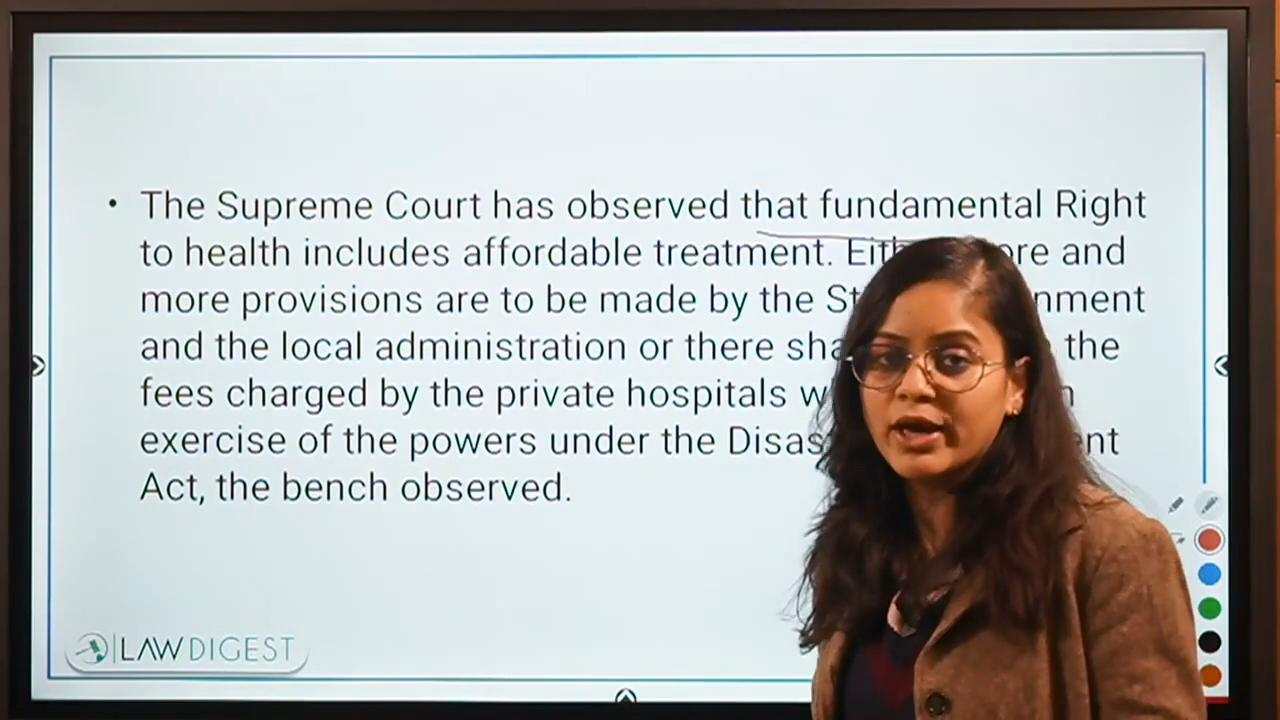 • The Supreme Court has observed that fundamental Right
to health includes affordable treatment. and
more provisions are to be made by the
and the local administration or there the
fees charged by the private hospitals
exercise of the powers under the
Act, the bench observed.
LAWDIGEST